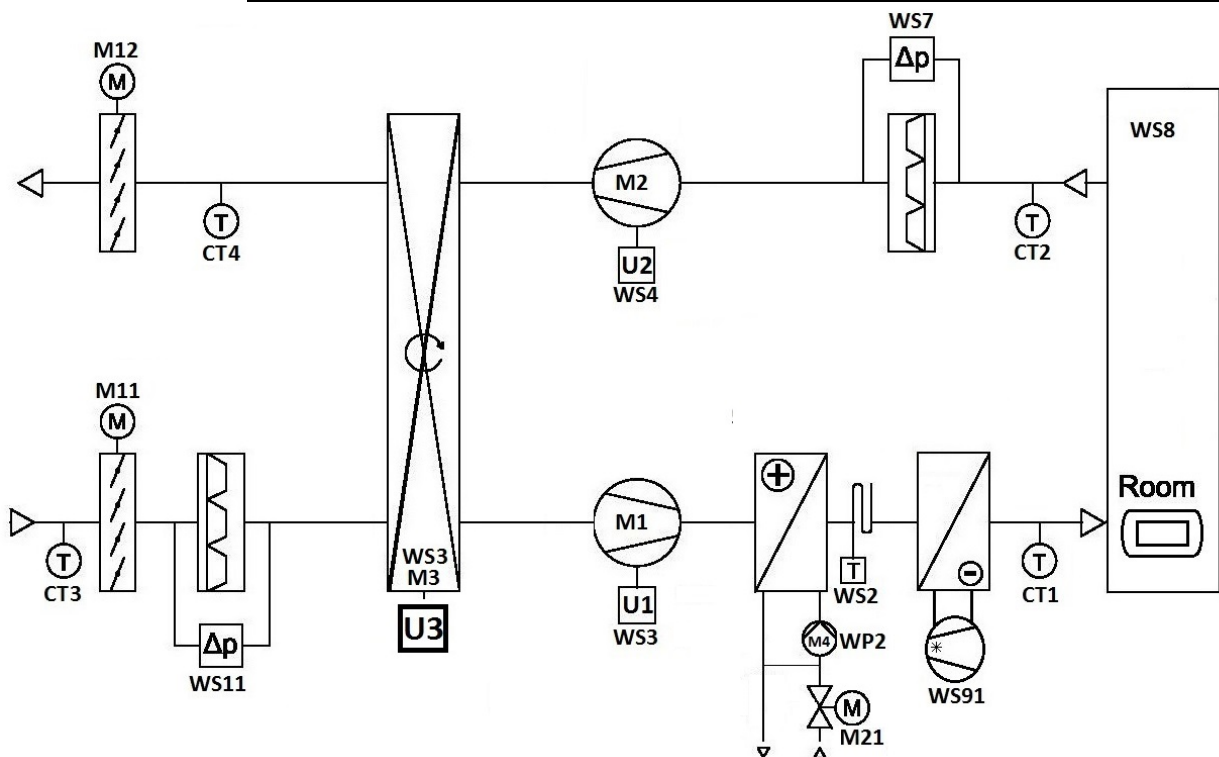 WS7
M12
Δp
M
WS8
M2
T
T
CT4
CT2
U2
WS4
M11
M
+
Room
M1
WS3
T
M3
T
-
T
CT3
WS2
CT1
U3
U1
WS3
M4
WP2
Δp
*
WS11
WS91
M
M21